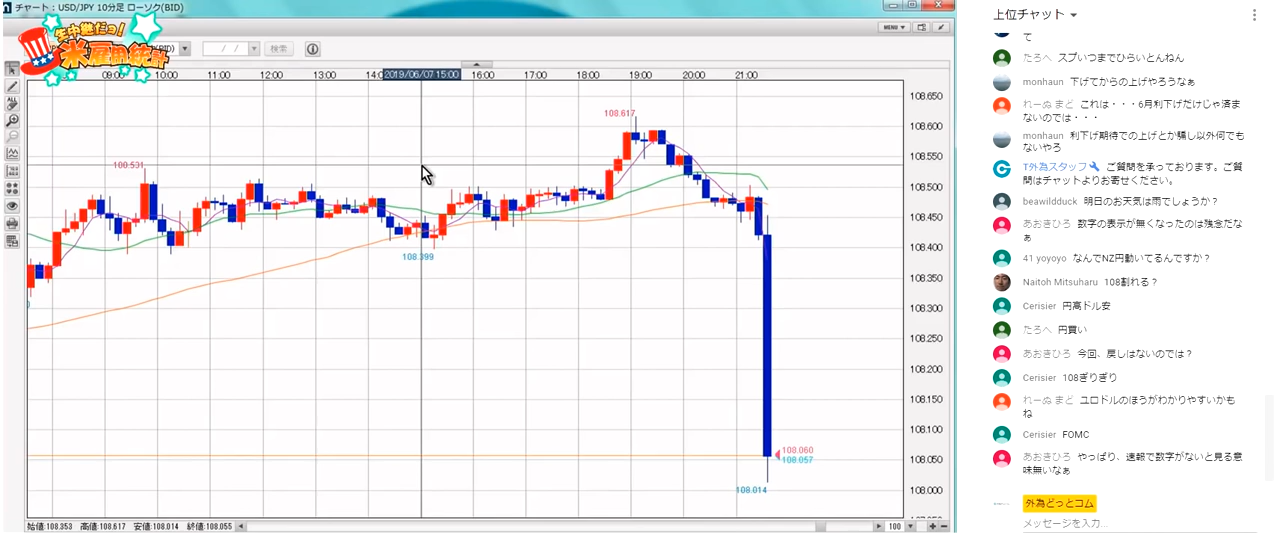 チャート : USD/JPY 10分足 ローソク(BID)
生中継だョ!
米雇用統計
(BID)
/ /
検索
MENU
09:00
10:00
11:00
12:00
13:00
2019/06/07 15:00
16:00
17:00
18:00
19:00
20:00
21:00
ALL
108.650
108.600
108.550
108.500
108.450
108.400
108.350
108.300
108.250
108.200
108.150
108.100
108.050
108.000
108.617
108.531
108.399
108.060
108.057
108.014
始値:108.353 高値:108.617 安値:108.014 終値:108.055
100
上位チャット
て
たろへ スプいつまでひらいとんねん
monhaun 下げてからの上げやろうなぁ
れーぬ まど これは・・・6月利下げだけじゃ済ま
ないのでは・・・
monhaun 利下げ期待での上げとか騙し以外何でも
ないやろ
T外為スタッフ ご質問を承っております。ご質
問はチャットよりお寄せください。
beawildduck 明日のお天気は雨でしょうか？
あおきひろ 数字の表示が無くなったのは残念だな
ぁ
41 yoyoyo なんでNZ円動いてるんですか？
Naitoh Mitsuharu 108割れる？
Cerisier 円高ドル安
たろへ 円買い
あおきひろ 今回、戻しはないのでは？
Cerisier 108ぎりぎり
れーぬ まど ユロドルのほうがわかりやすいかも
ね
Cerisier FOMC
あおきひろ やっぱり、速報で数字がないと見る意
味無いなぁ
外為どっとコム
メッセージを入力...